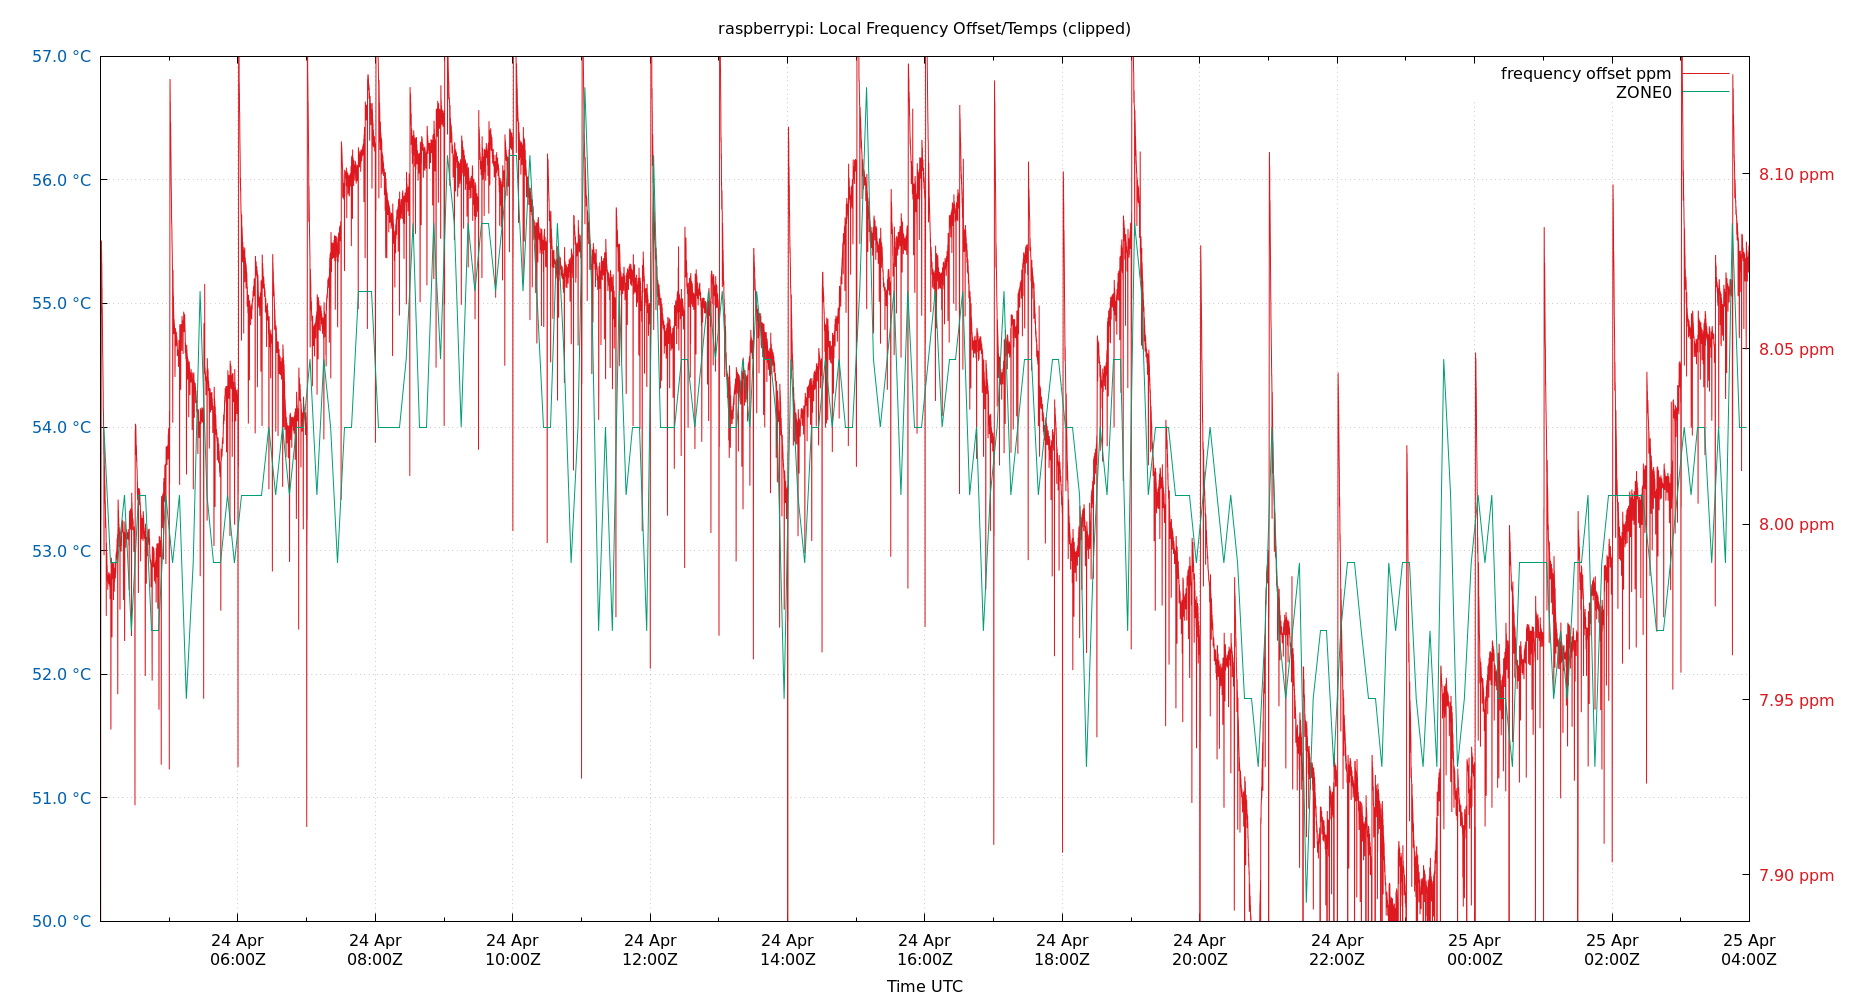 raspberrypi: Local Frequency Offset/Temps (clipped)
frequency offset ppm
ZONE0
57.0 °C
56.0 °C
55.0 °C
54.0 °C
53.0 °C
52.0 °C
51.0 °C
50.0 °C
8.10 ppm
8.05 ppm
8.00 ppm
7.95 ppm
7.90 ppm
24 Apr 24 Apr 24 Apr 24 Apr 24 Apr 24 Apr 24 Apr 24 Apr 24 Apr 25 Apr 25 Apr 25 Apr
06:00Z 08:00Z 10:00Z 12:00Z 14:00Z 16:00Z 18:00Z 20:00Z 22:00Z 00:00Z 02:00Z 04:00Z
Time UTC